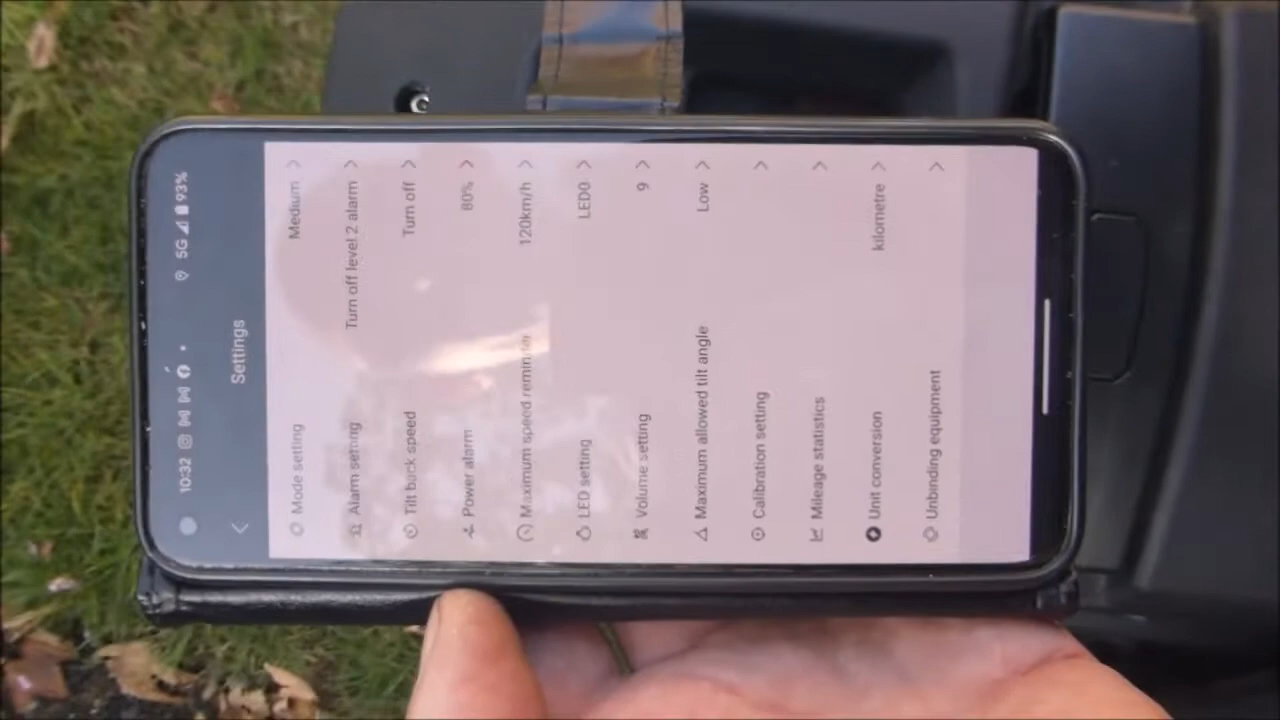 10:32 5G 93%
Settings
Mode setting Medium
Alarm setting Turn off level 2 alarm
Tilt back speed Turn off
Power alarm 80%
Maximum speed reminder 120km/h
LED setting LED0
Volume setting 9
Maximum allowed tilt angle Low
Calibration setting
Mileage statistics
Unit conversion kilometre
Unbinding equipment